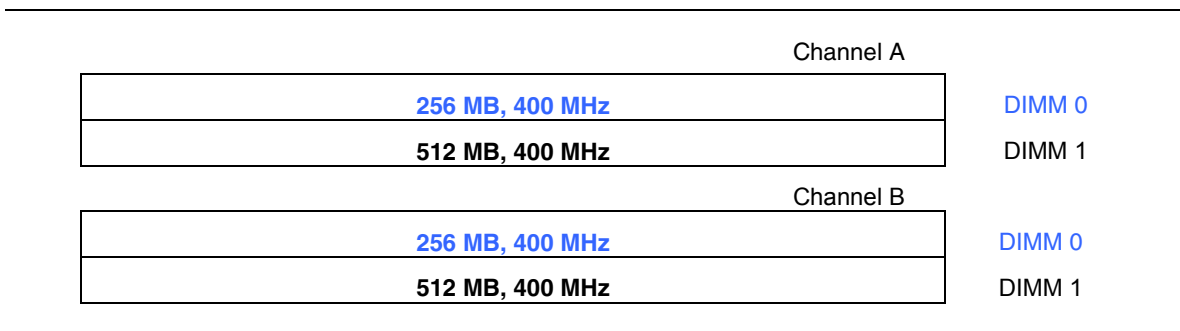 Channel A
256 MB, 400 MHz DIMM 0
512 MB, 400 MHz DIMM 1
Channel B
256 MB, 400 MHz DIMM 0
512 MB, 400 MHz DIMM 1